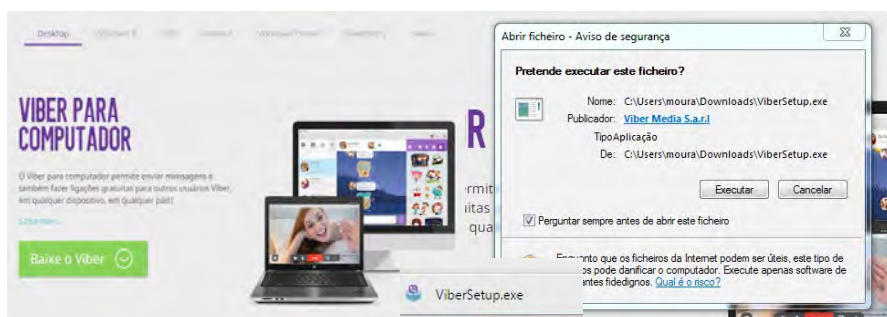 Desktop
VIBER PARA
COMPUTADOR
O Viber para computador permite enviar mensagens e
também fazer ligações gratuitas para outros usuários Viber,
em qualquer dispositivo, em qualquer país!
Baixe o Viber
R
rmit
uitas
qua
ViberSetup.exe
Abrir ficheiro - Aviso de segurança
Pretende executar este ficheiro?
Nome: C:\Users\moura\Downloads\ViberSetup.exe
Publicador: Viber Media S.a.r.l
Tipo Aplicação
De: C:\Users\moura\Downloads\ViberSetup.exe
Executar Cancelar
Perguntar sempre antes de abrir este ficheiro
nto que os ficheiros da Internet podem ser úteis, este tipo de
os pode danificar o computador. Execute apenas software de
antes fidedignos. Qual é o risco?